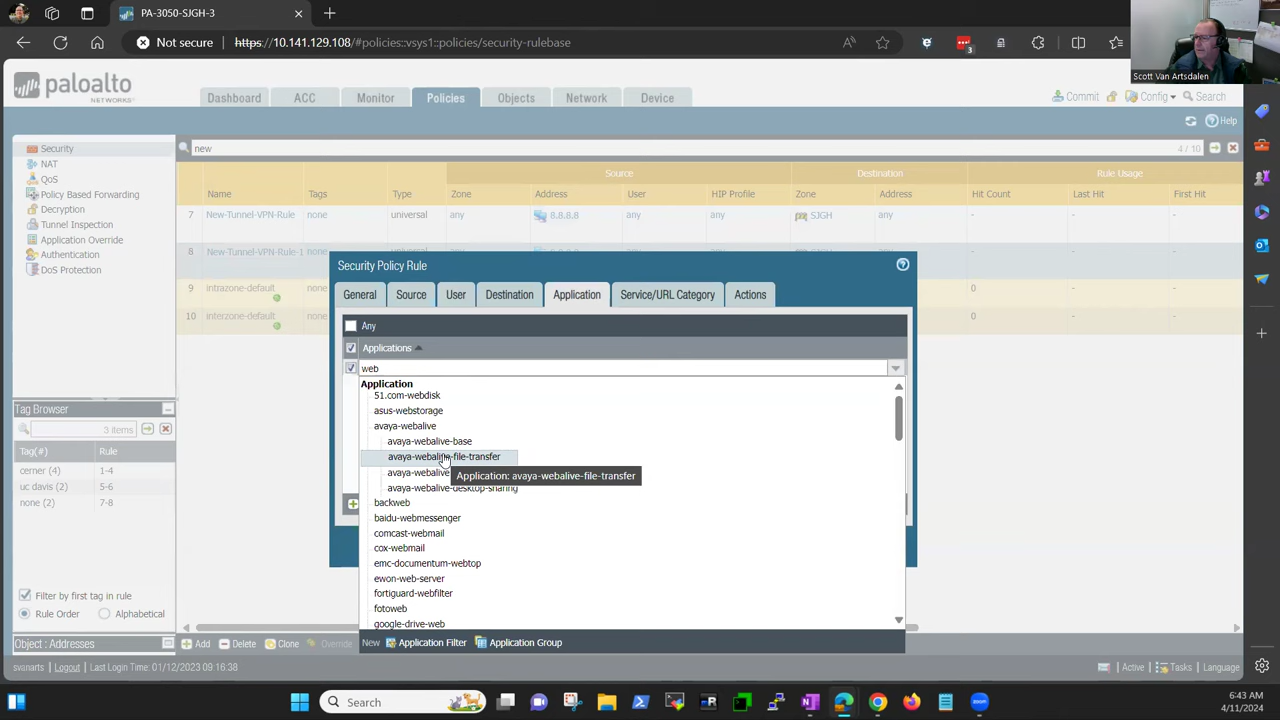 PA-3050-SJGH-3
Not secure
https://10.141.129.108/#policies::vsys1::policies/security-rulebase
3
Scott Van Artsdalen
paloalto
NETWORKS
Dashboard
ACC
Monitor
Policies
Objects
Network
Device
Commit
Config
Search
Help
Security
NAT
QoS
Policy Based Forwarding
Decryption
Tunnel Inspection
Application Override
Authentication
DoS Protection
new
4 / 10
Source
Destination
Rule Usage
Name
Tags
Type
Zone
Address
User
HIP Profile
Zone
Address
Hit Count
Last Hit
First Hit
7
New-Tunnel-VPN-Rule
none
universal
any
8.8.8.8
any
any
SJGH
any
-
-
-
8
New-Tunnel-VPN-Rule-1
-
-
-
9
intrazone-default
0
-
-
10
interzone-default
0
-
-
Security Policy Rule
General
Source
User
Destination
Application
Service/URL Category
Actions
Any
Applications
web
Application
51.com-webdisk
asus-webstorage
avaya-webalive
avaya-webalive-base
avaya-webalive-file-transfer
avaya-webalive
Application: avaya-webalive-file-transfer
avaya-webalive-desktop-sharing
backweb
baidu-webmessenger
comcast-webmail
cox-webmail
emc-documentum-webtop
ewon-web-server
fortiguard-webfilter
fotoweb
google-drive-web
New
Application Filter
Application Group
Tag Browser
3 items
Tag(#)
Rule
cerner (4)
1-4
uc davis (2)
5-6
none (2)
7-8
Filter by first tag in rule
Rule Order
Alphabetical
Object : Addresses
Add
Delete
Clone
Override
svanarts
Logout
Last Login Time: 01/12/2023 09:16:38
Active
Tasks
Language
Search
6:43 AM
4/11/2024